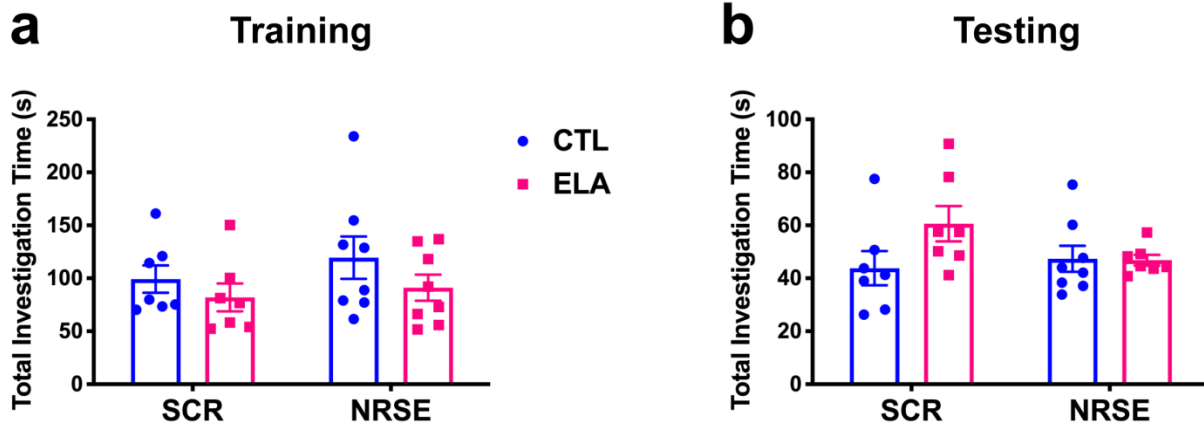 a Training
Total Investigation Time (s)
250
200
150
100
50
0
SCR NRSE
CTL
ELA
b Testing
Total Investigation Time (s)
100
80
60
40
20
0
SCR NRSE